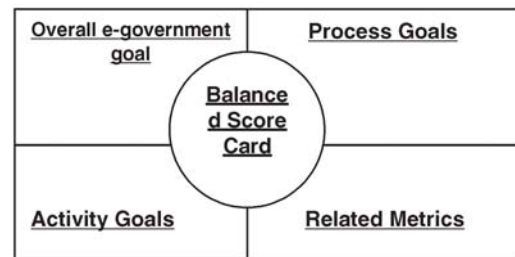 Overall e-government
goal
Process Goals
Balance
d Score
Card
Activity Goals
Related Metrics